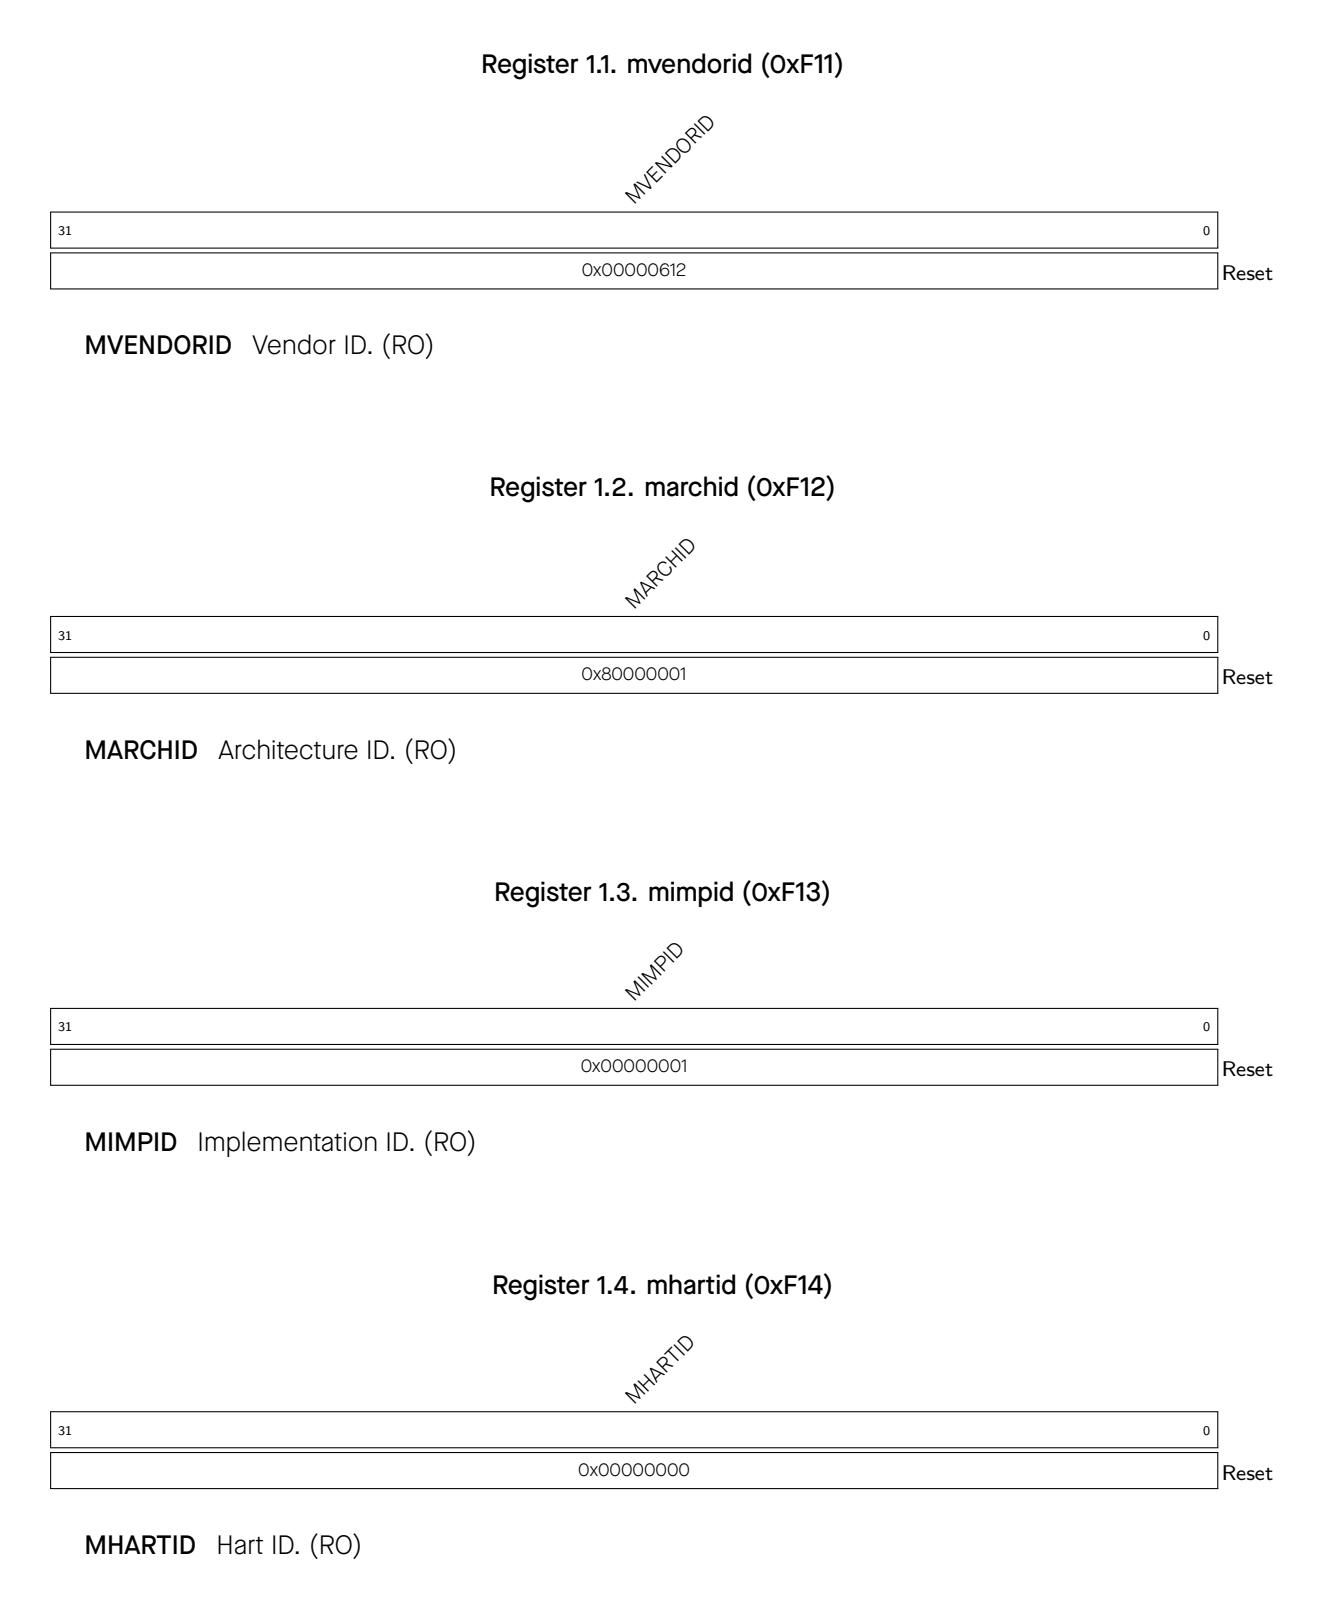 Register 1.1. mvendorid (0xF11)
MVENDORID
31 0
0x00000612 Reset
MVENDORID Vendor ID. (RO)
Register 1.2. marchid (0xF12)
MARCHID
31 0
0x80000001 Reset
MARCHID Architecture ID. (RO)
Register 1.3. mimpid (0xF13)
MIMPID
31 0
0x00000001 Reset
MIMPID Implementation ID. (RO)
Register 1.4. mhartid (0xF14)
MHARTID
31 0
0x00000000 Reset
MHARTID Hart ID. (RO)